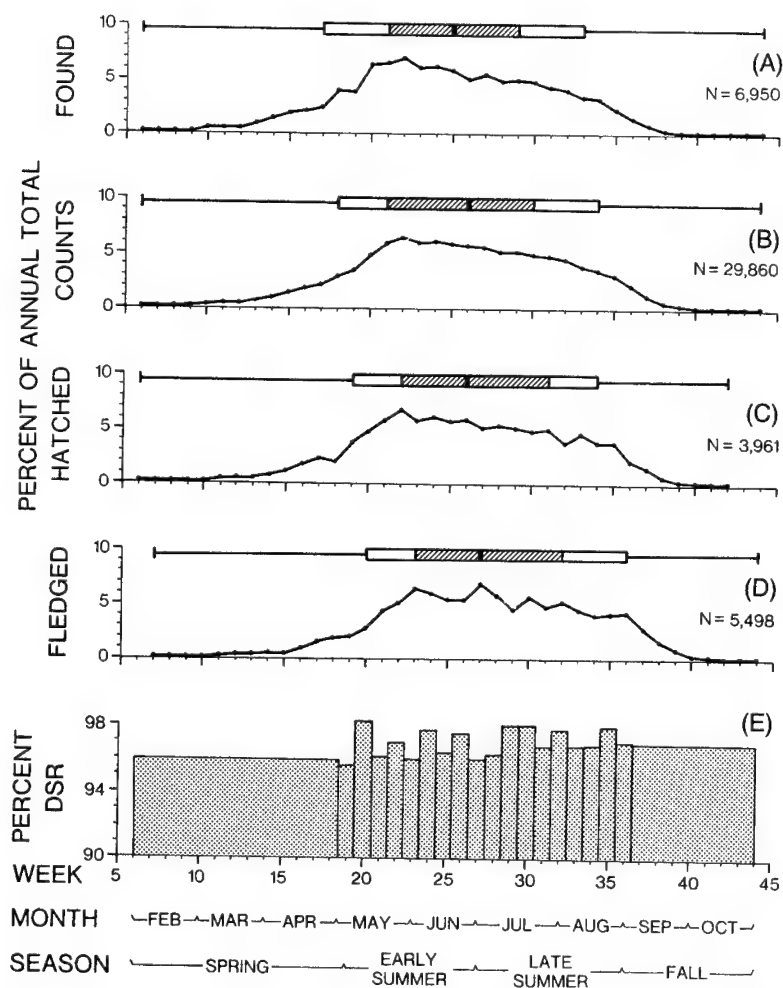 PERCENT OF ANNUAL TOTAL
FOUND
10
5
0
(A)
N = 6,950
COUNTS
10
5
0
(B)
N = 29,860
HATCHED
10
5
0
(C)
N = 3,961
FLEDGED
10
5
0
(D)
N = 5,498
PERCENT
DSR
98
94
90
(E)
WEEK
5 10 15 20 25 30 35 40 45
MONTH FEB MAR APR MAY JUN JUL AUG SEP OCT
SEASON SPRING EARLY SUMMER LATE SUMMER FALL